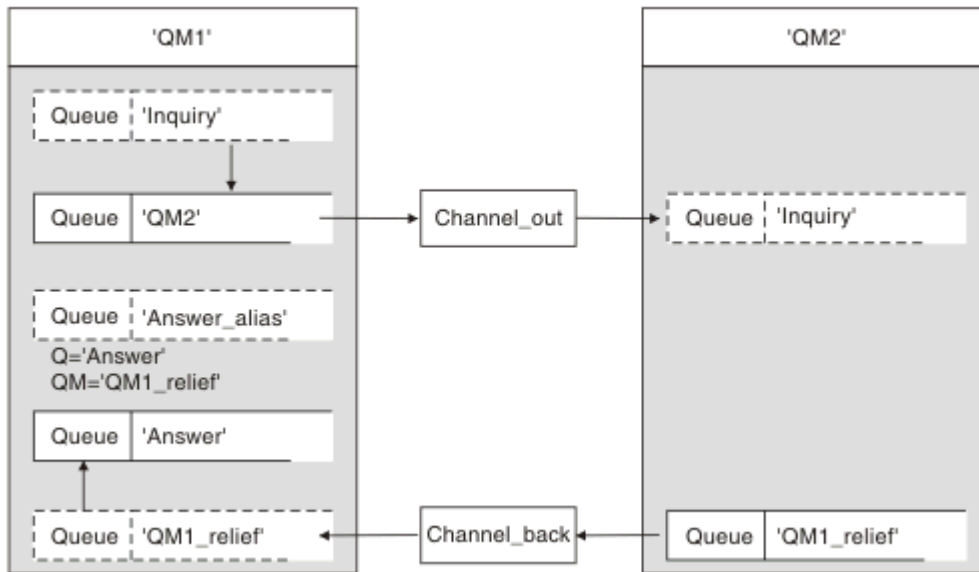 'QM1'
'QM2'
Queue 'Inquiry'
Queue 'QM2'
Channel_out
Queue 'Inquiry'
Queue 'Answer_alias'
Q='Answer'
QM='QM1_relief'
Queue 'Answer'
Queue 'QM1_relief'
Channel_back
Queue 'QM1_relief'